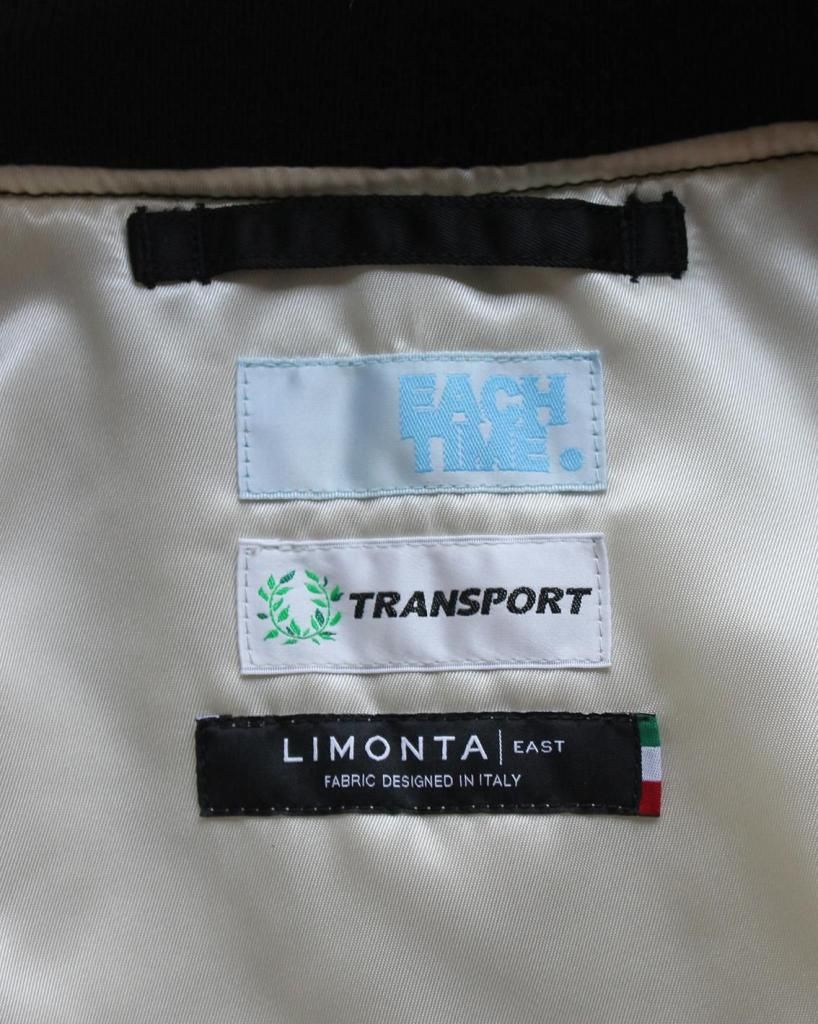 EACH
TIME.
TRANSPORT
LIMONTA | EAST
FABRIC DESIGNED IN ITALY